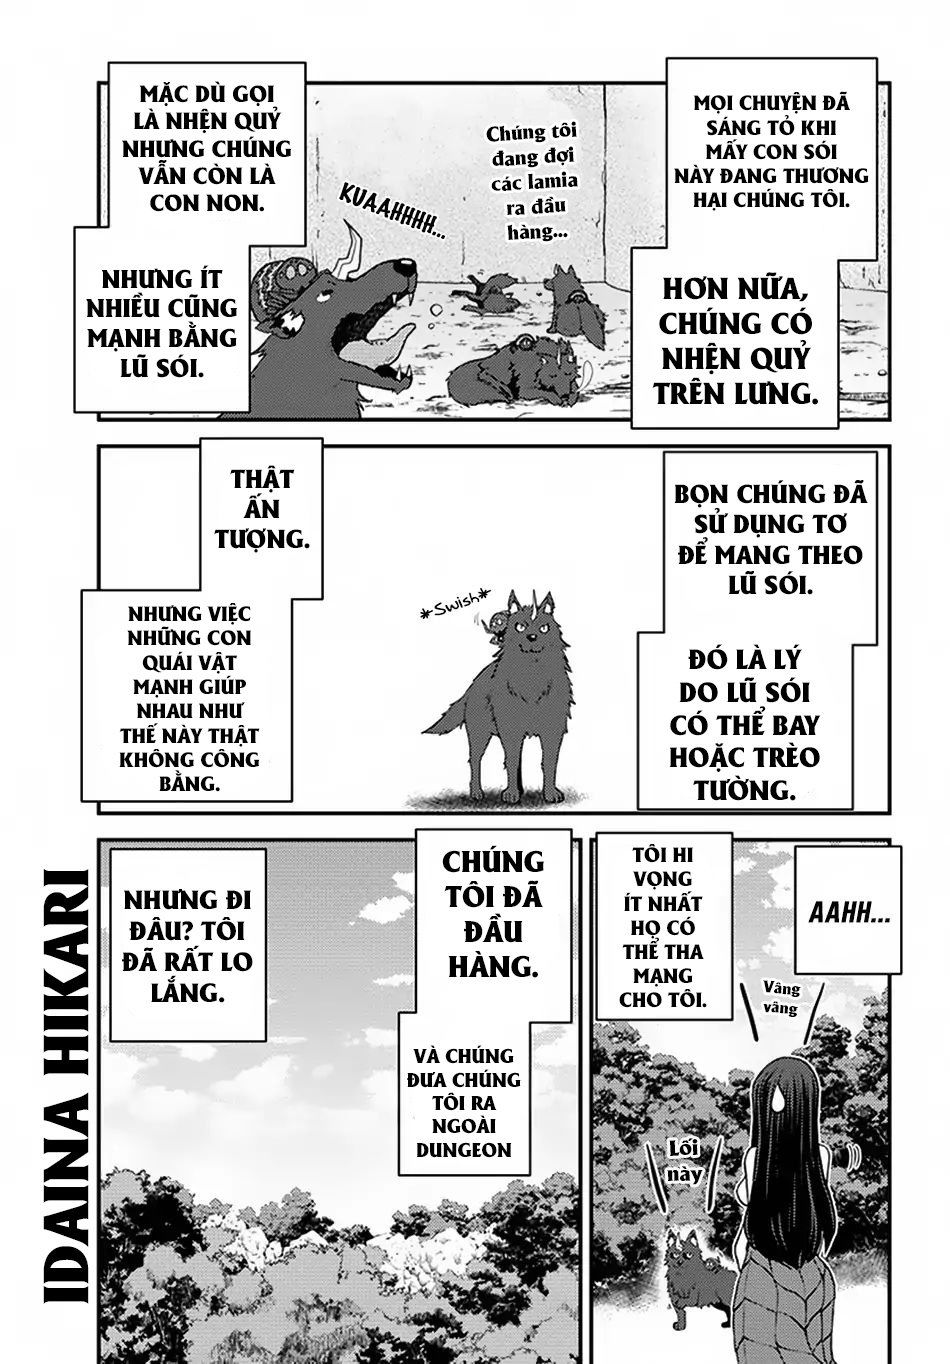 MỌI CHUYỆN ĐÃ
SÁNG TỎ KHI
MẤY CON SÓI
NÀY ĐANG THƯƠNG
HẠI CHÚNG TÔI.
HƠN NỮA,
CHÚNG CÓ
NHỆN QUỶ
TRÊN LƯNG.
Chúng tôi
đang đợi
các lamia
ra đầu
hàng...
KUAAHHHH...
MẶC DÙ GỌI
LÀ NHỆN QUỶ
NHƯNG CHÚNG
VẪN CÒN LÀ
CON NON.
NHƯNG ÍT
NHIỀU CŨNG
MẠNH BẰNG
LŨ SÓI.
BỌN CHÚNG ĐÃ
SỬ DỤNG TƠ
ĐỂ MANG THEO
LŨ SÓI.
ĐÓ LÀ LÝ
DO LŨ SÓI
CÓ THỂ BAY
HOẶC TRÈO
TƯỜNG.
*Swish*
THẬT
ẤN
TƯỢNG.
NHƯNG VIỆC
NHỮNG CON
QUÁI VẬT
MẠNH GIÚP
NHAU NHƯ
THẾ NÀY THẬT
KHÔNG CÔNG
BẰNG.
AAHH...
TÔI HI
VỌNG
ÍT NHẤT
HỌ CÓ
THỂ THA
MẠNG
CHO TÔI.
Vâng
vâng
Lối
này
CHÚNG
TÔI ĐÃ
ĐẦU
HÀNG.
VÀ CHÚNG
ĐƯA CHÚNG
TÔI RA
NGOÀI
DUNGEON
NHƯNG ĐI
ĐÂU? TÔI
ĐÃ RẤT LO
LẮNG.
IDAINA HIKARI